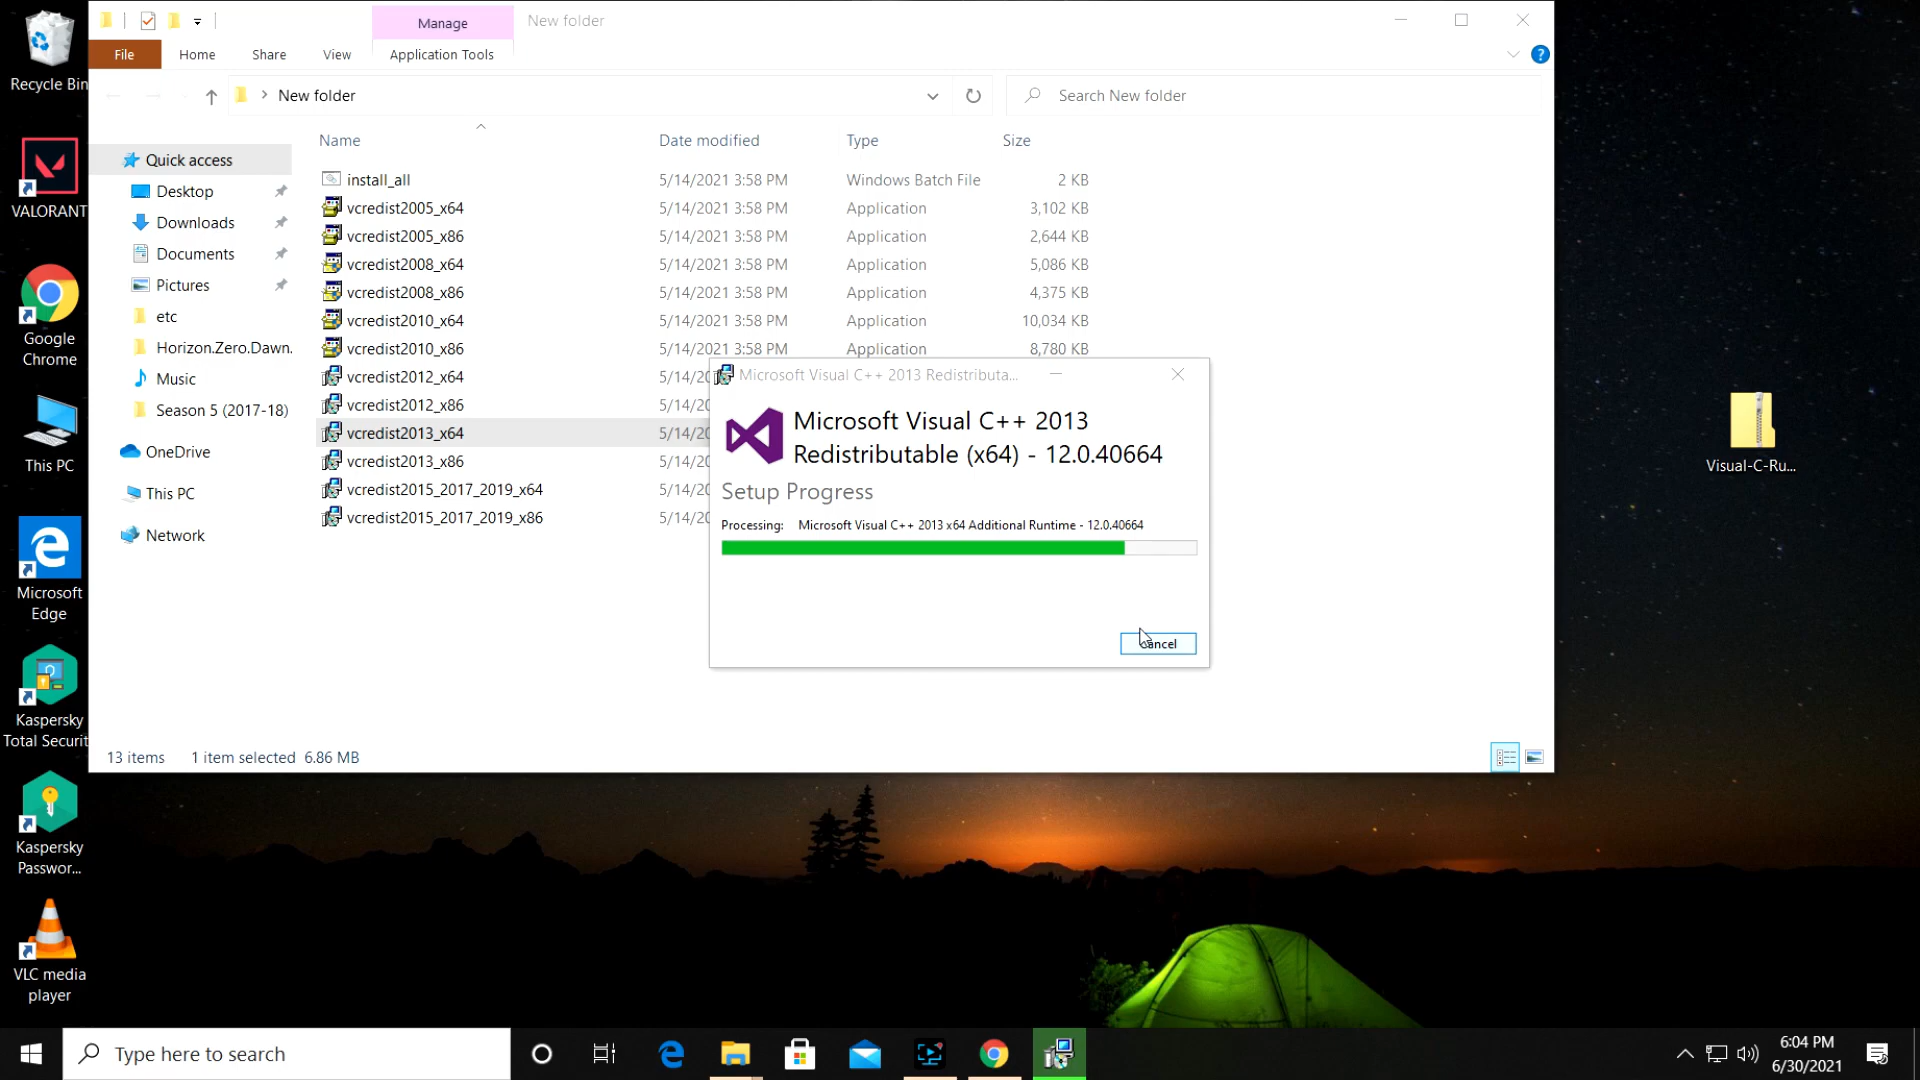 Recycle Bin
VALORANT
Google
Chrome
This PC
Microsoft
Edge
Kaspersky
Total Securit
Kaspersky
Passwor...
VLC media
player
Manage
New folder
File
Home
Share
View
Application Tools
New folder
Search New folder
Quick access
Desktop
Downloads
Documents
Pictures
etc
Horizon.Zero.Dawn.
Music
Season 5 (2017-18)
OneDrive
This PC
Network
Name Date modified Type Size
install_all 5/14/2021 3:58 PM Windows Batch File 2 KB
vcredist2005_x64 5/14/2021 3:58 PM Application 3,102 KB
vcredist2005_x86 5/14/2021 3:58 PM Application 2,644 KB
vcredist2008_x64 5/14/2021 3:58 PM Application 5,086 KB
vcredist2008_x86 5/14/2021 3:58 PM Application 4,375 KB
vcredist2010_x64 5/14/2021 3:58 PM Application 10,034 KB
vcredist2010_x86 5/14/2021 3:58 PM Application 8,780 KB
vcredist2012_x64 5/14/20
vcredist2012_x86 5/14/20
vcredist2013_x64 5/14/20
vcredist2013_x86 5/14/20
vcredist2015_2017_2019_x64 5/14/20
vcredist2015_2017_2019_x86 5/14/20
Microsoft Visual C++ 2013 Redistributa...
Microsoft Visual C++ 2013
Redistributable (x64) - 12.0.40664
Setup Progress
Processing: Microsoft Visual C++ 2013 x64 Additional Runtime - 12.0.40664
Cancel
13 items 1 item selected 6.86 MB
Visual-C-Ru...
Type here to search
6:04 PM
6/30/2021